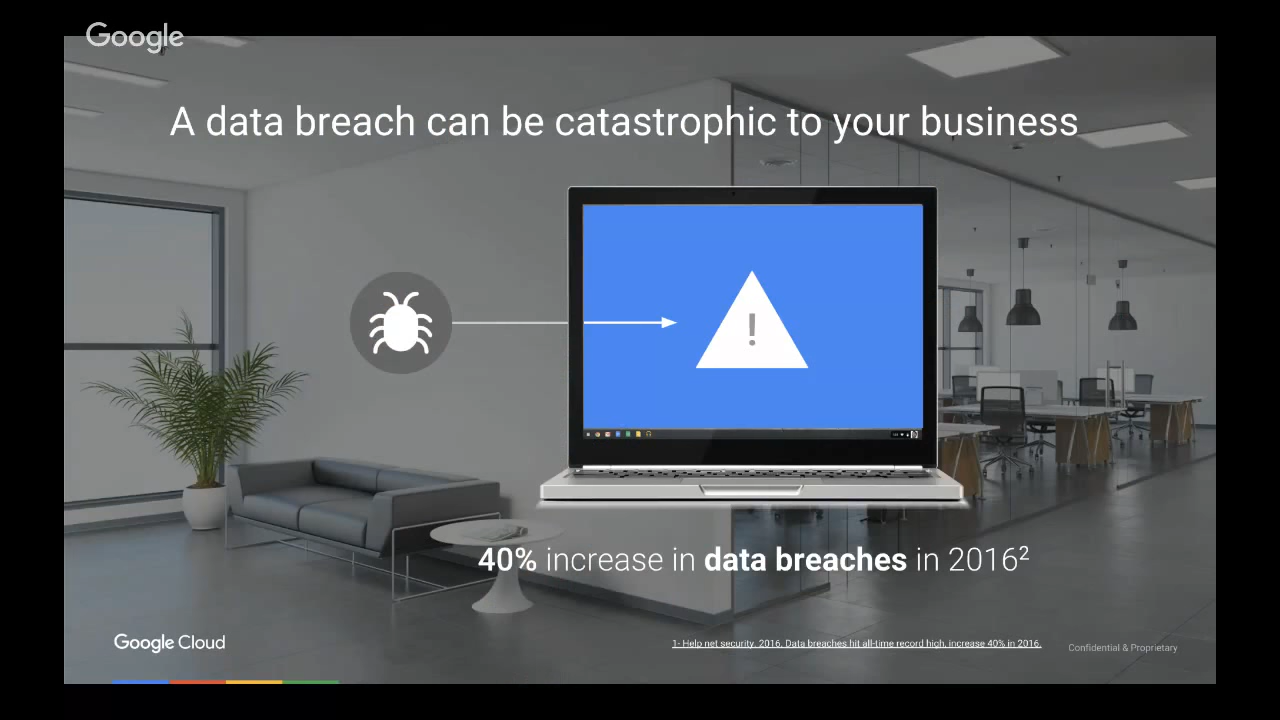 Google
A data breach can be catastrophic to your business
!
40% increase in data breaches in 2016²
Google Cloud
1- Help net security, 2016, Data breaches hit all-time record high, increase 40% in 2016.
Confidential & Proprietary